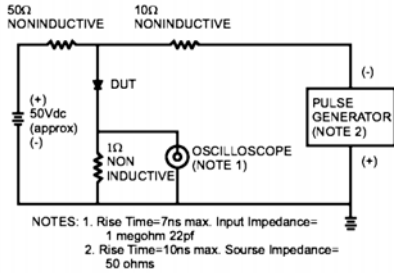 50Ω
NONINDUCTIVE
10Ω
NONINDUCTIVE
(+)
50Vdc
(approx)
(-)
DUT
1Ω
NON
INDUCTIVE
OSCILLOSCOPE
(NOTE 1)
(-)
PULSE
GENERATOR
(NOTE 2)
(+)
NOTES: 1. Rise Time=7ns max. Input Impedance=
1 megohm 22pf
2. Rise Time=10ns max. Sourse Impedance=
50 ohms